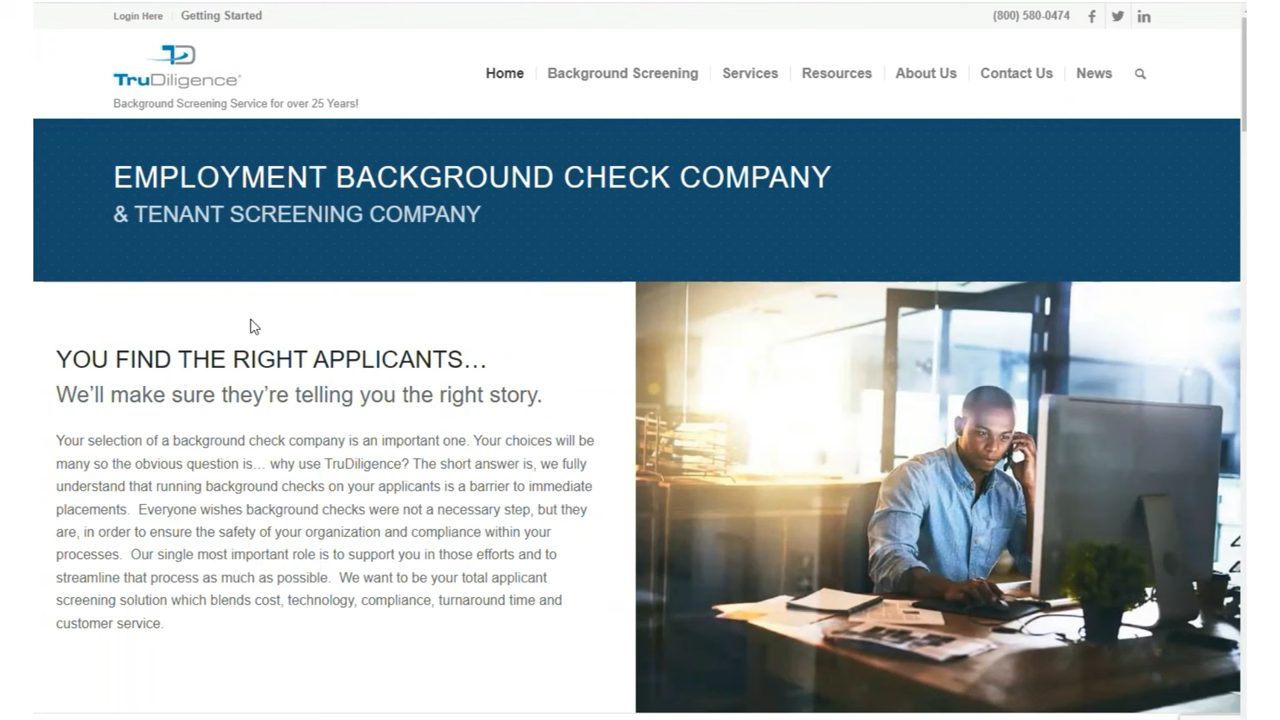 Login Here
Getting Started
(800) 580-0474
TruDiligence
Background Screening Service for over 25 Years!
Home
Background Screening
Services
Resources
About Us
Contact Us
News
EMPLOYMENT BACKGROUND CHECK COMPANY
& TENANT SCREENING COMPANY
YOU FIND THE RIGHT APPLICANTS…
We’ll make sure they’re telling you the right story.
Your selection of a background check company is an important one. Your choices will be
many so the obvious question is… why use TruDiligence? The short answer is, we fully
understand that running background checks on your applicants is a barrier to immediate
placements.  Everyone wishes background checks were not a necessary step, but they
are, in order to ensure the safety of your organization and compliance within your
processes.  Our single most important role is to support you in those efforts and to
streamline that process as much as possible.  We want to be your total applicant
screening solution which blends cost, technology, compliance, turnaround time and
customer service.